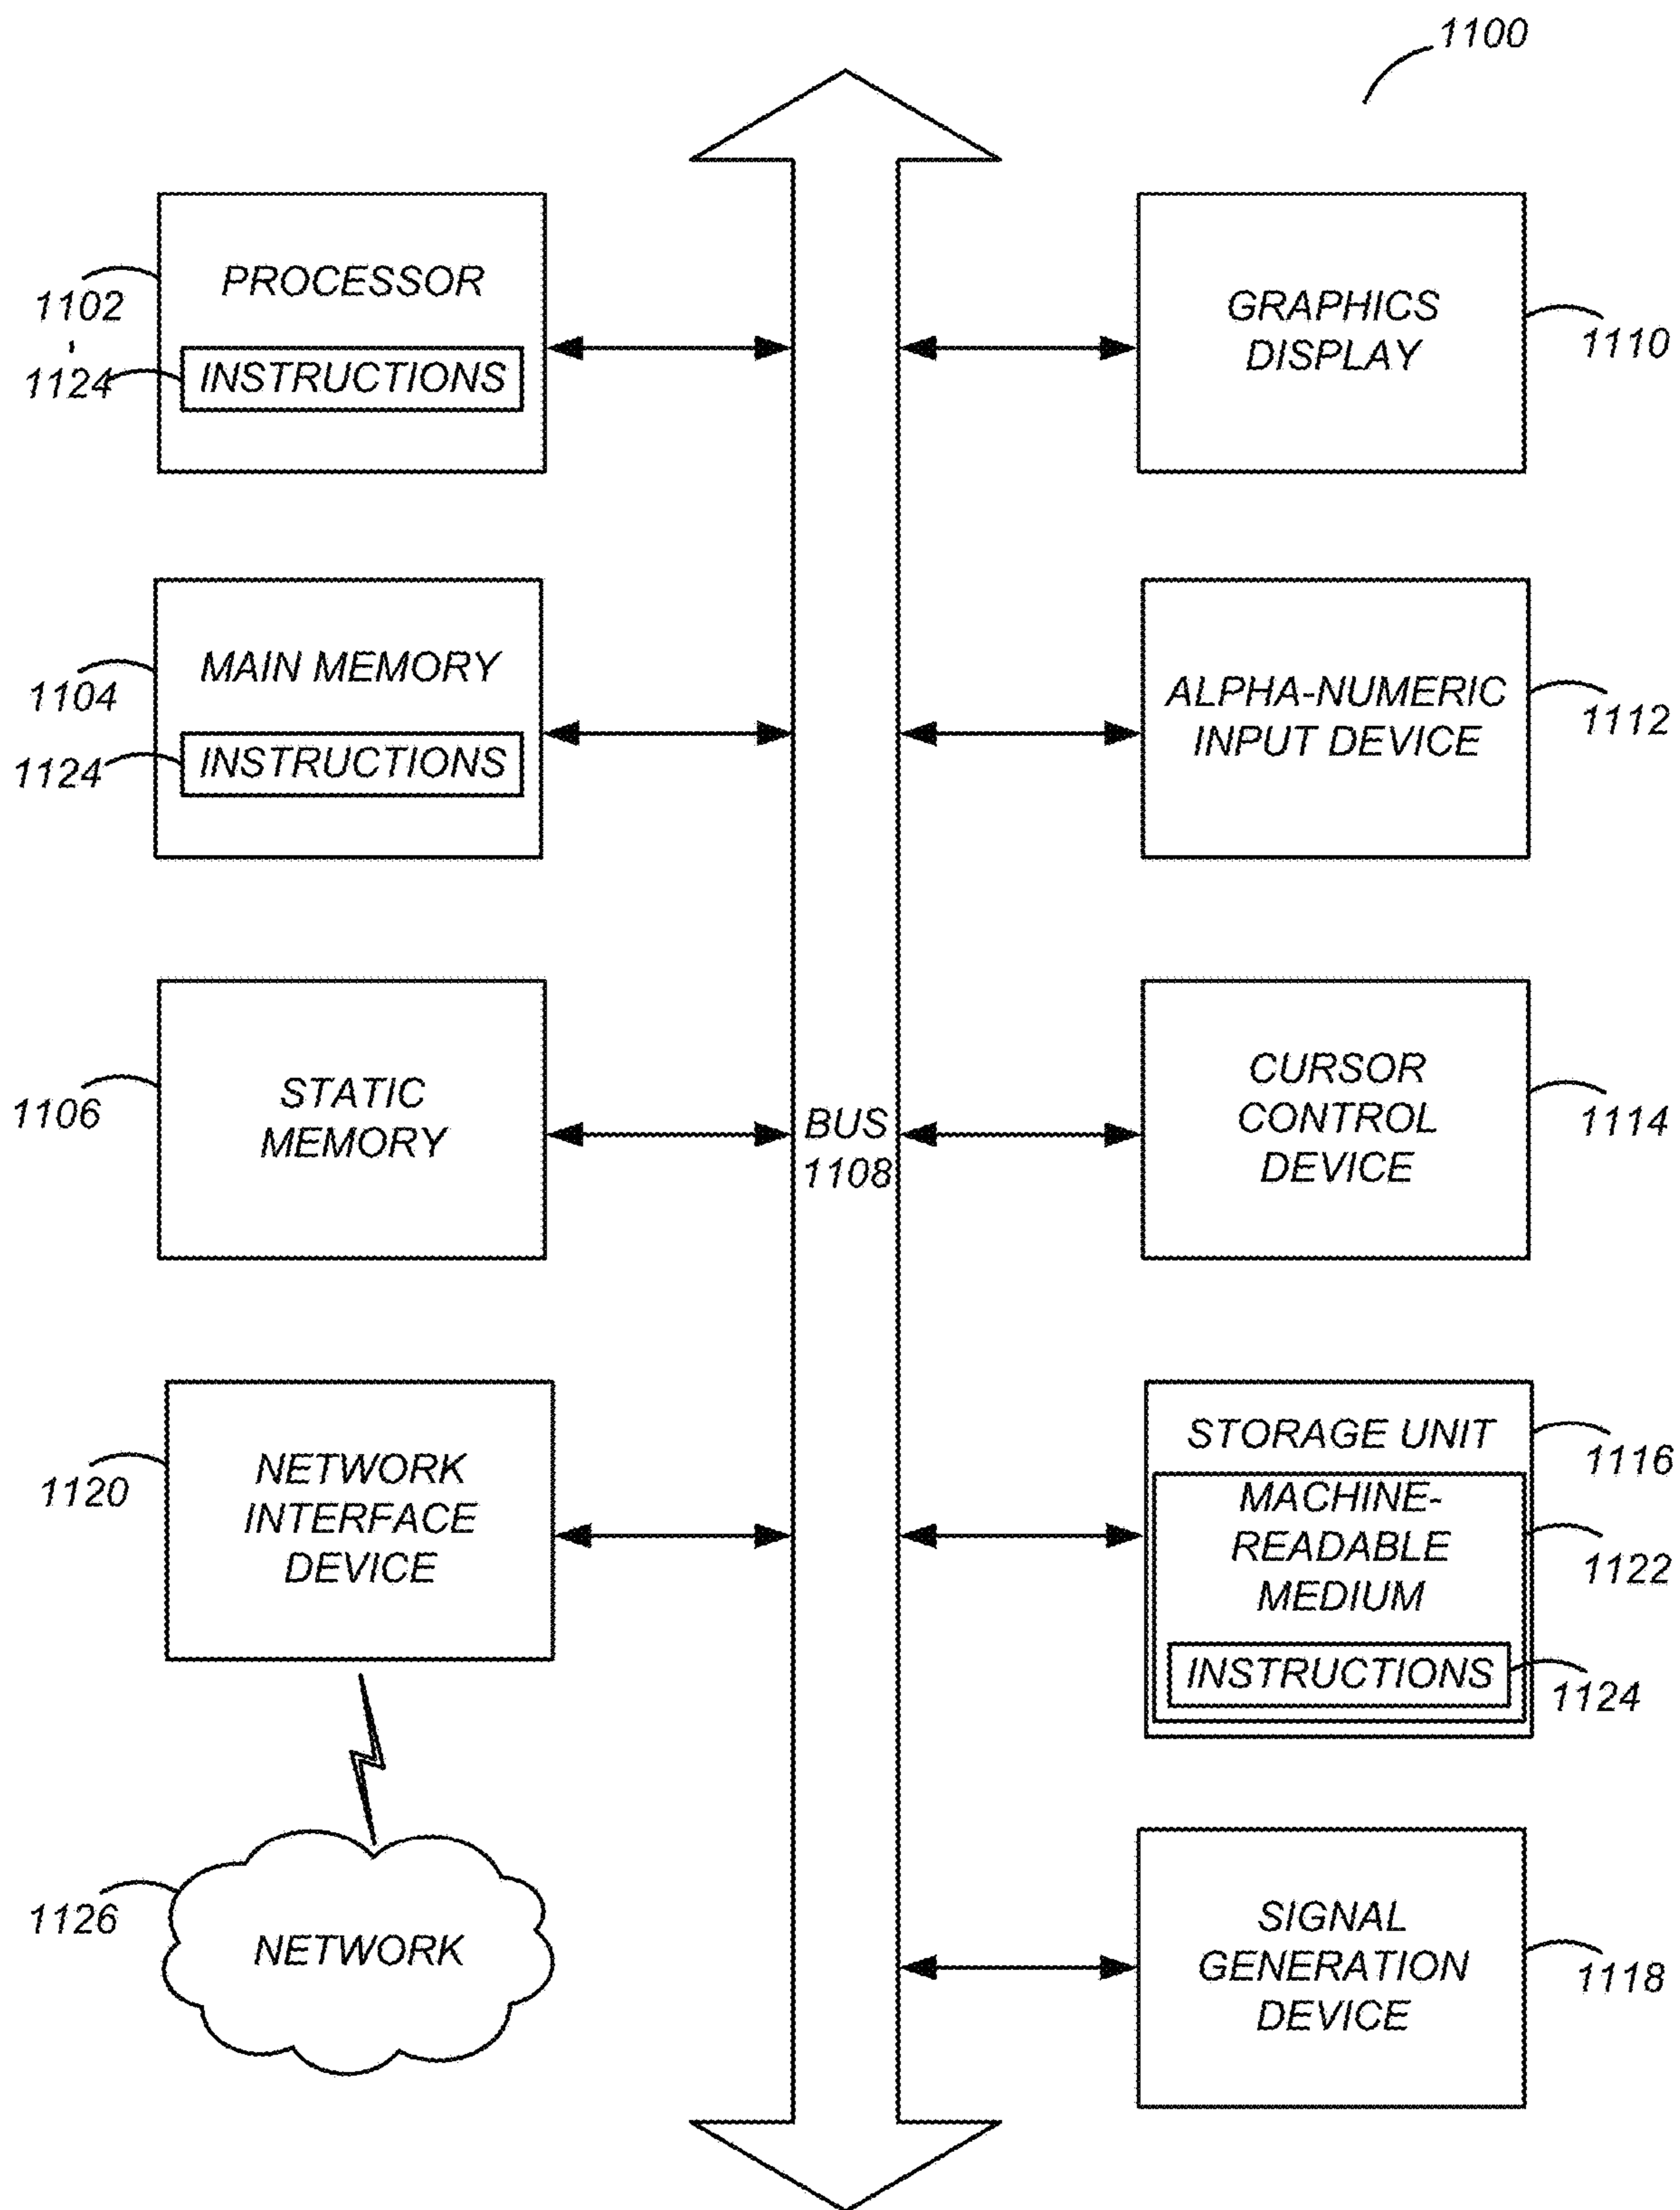 1100
PROCESSOR
1102
INSTRUCTIONS
1124
GRAPHICS
DISPLAY
1110
MAIN MEMORY
1104
INSTRUCTIONS
1124
ALPHA-NUMERIC
INPUT DEVICE
1112
STATIC
MEMORY
1106
BUS
1108
CURSOR
CONTROL
DEVICE
1114
NETWORK
INTERFACE
DEVICE
1120
STORAGE UNIT
1116
MACHINE-
READABLE
MEDIUM
1122
INSTRUCTIONS
1124
NETWORK
1126
SIGNAL
GENERATION
DEVICE
1118